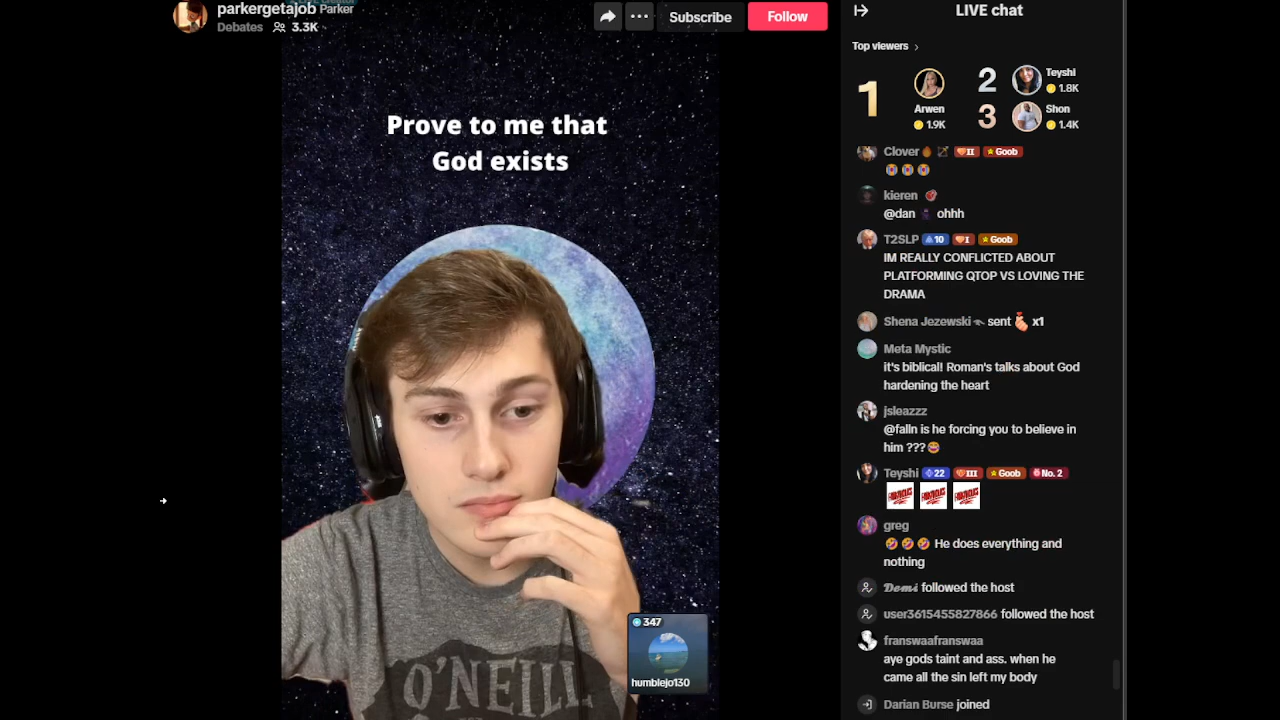 parkergetajob Parker
Debates 3.3K
Subscribe
Follow
Prove to me that
God exists
O'NEILL
347
humblejo130
LIVE chat
Top viewers
1
Arwen
1.9K
2
Teyshi
1.8K
3
Shon
1.4K
Clover II Goob
kieren
@dan ohhh
T2SLP 10 I Goob
IM REALLY CONFLICTED ABOUT
PLATFORMING QTOP VS LOVING THE
DRAMA
Shena Jezewski sent x1
Meta Mystic
it's biblical! Roman's talks about God
hardening the heart
jsleazzz
@falln is he forcing you to believe in
him ???
Teyshi 22 III Goob No. 2
greg
He does everything and
nothing
𝓓𝓮𝓶𝓲 followed the host
user3615455827866 followed the host
franswaafranswaa
aye gods taint and ass. when he
came all the sin left my body
Darian Burse joined